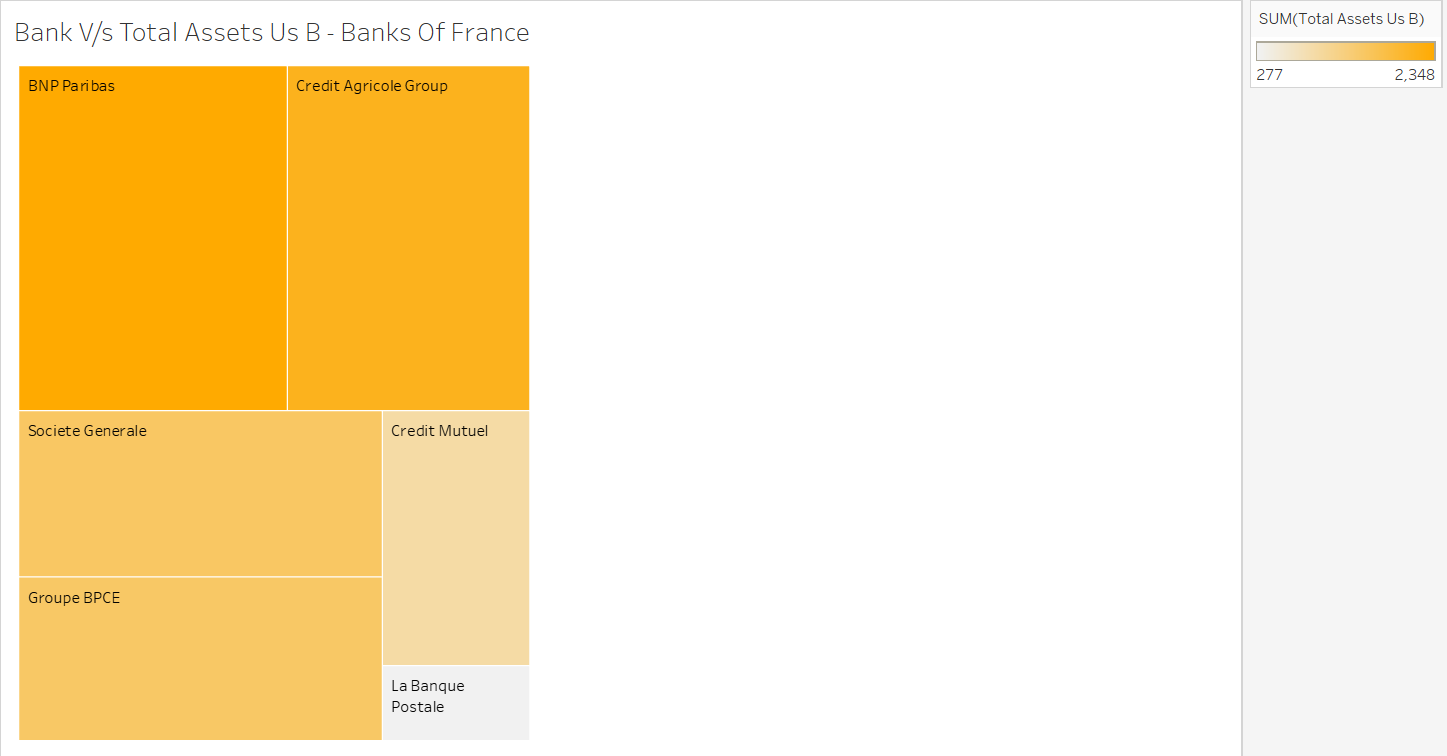 Bank V/s Total Assets Us B - Banks Of France
SUM(Total Assets Us B)
277 2,348
BNP Paribas
Credit Agricole Group
Societe Generale
Credit Mutuel
Groupe BPCE
La Banque
Postale